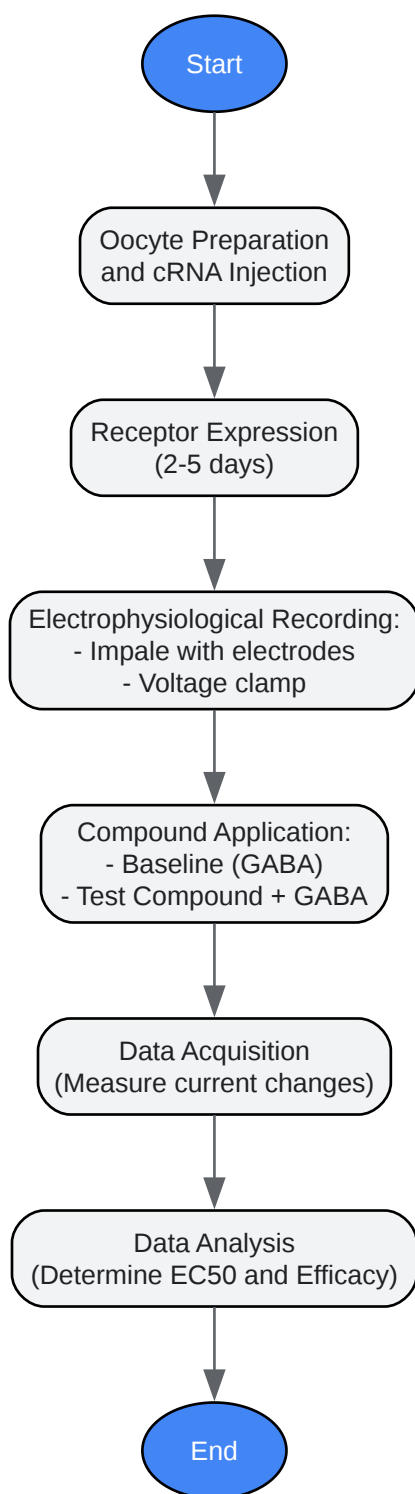 Start
Oocyte Preparation
and cRNA Injection
Receptor Expression
(2-5 days)
Electrophysiological Recording:
- Impale with electrodes
- Voltage clamp
Compound Application:
- Baseline (GABA)
- Test Compound + GABA
Data Acquisition
(Measure current changes)
Data Analysis
(Determine EC50 and Efficacy)
End